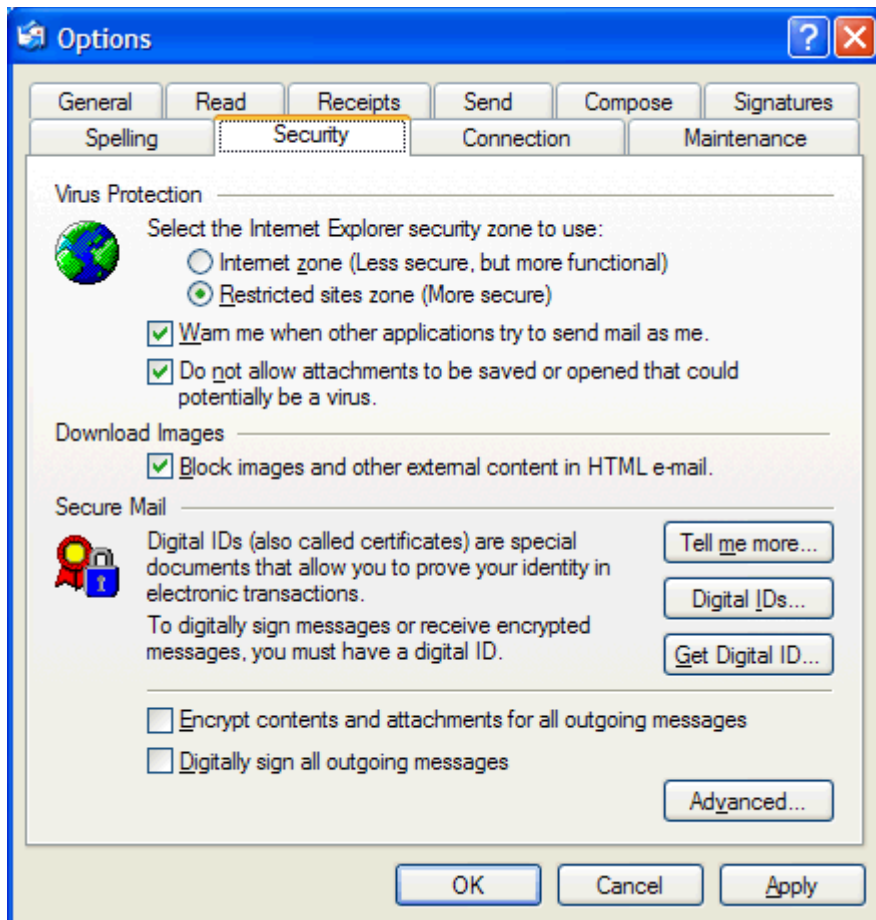 Options
General Read Receipts Send Compose Signatures
Spelling Security Connection Maintenance
Virus Protection
Select the Internet Explorer security zone to use:
Internet zone (Less secure, but more functional)
Restricted sites zone (More secure)
Warn me when other applications try to send mail as me.
Do not allow attachments to be saved or opened that could
potentially be a virus.
Download Images
Block images and other external content in HTML e-mail.
Secure Mail
Digital IDs (also called certificates) are special
documents that allow you to prove your identity in
electronic transactions.
Tell me more...
Digital IDs...
To digitally sign messages or receive encrypted
messages, you must have a digital ID.
Get Digital ID...
Encrypt contents and attachments for all outgoing messages
Digitally sign all outgoing messages
Advanced...
OK Cancel Apply